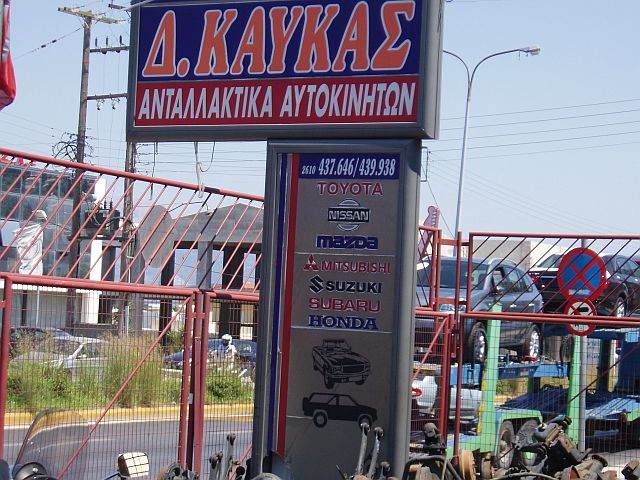 Δ. ΚΑΥΚΑΣ
ΑΝΤΑΛΛΑΚΤΙΚΑ ΑΥΤΟΚΙΝΗΤΩΝ
2610 437.646/439.938
TOYOTA
NISSAN
mazda
MITSUBISHI
SUZUKI
SUBARU
HONDA